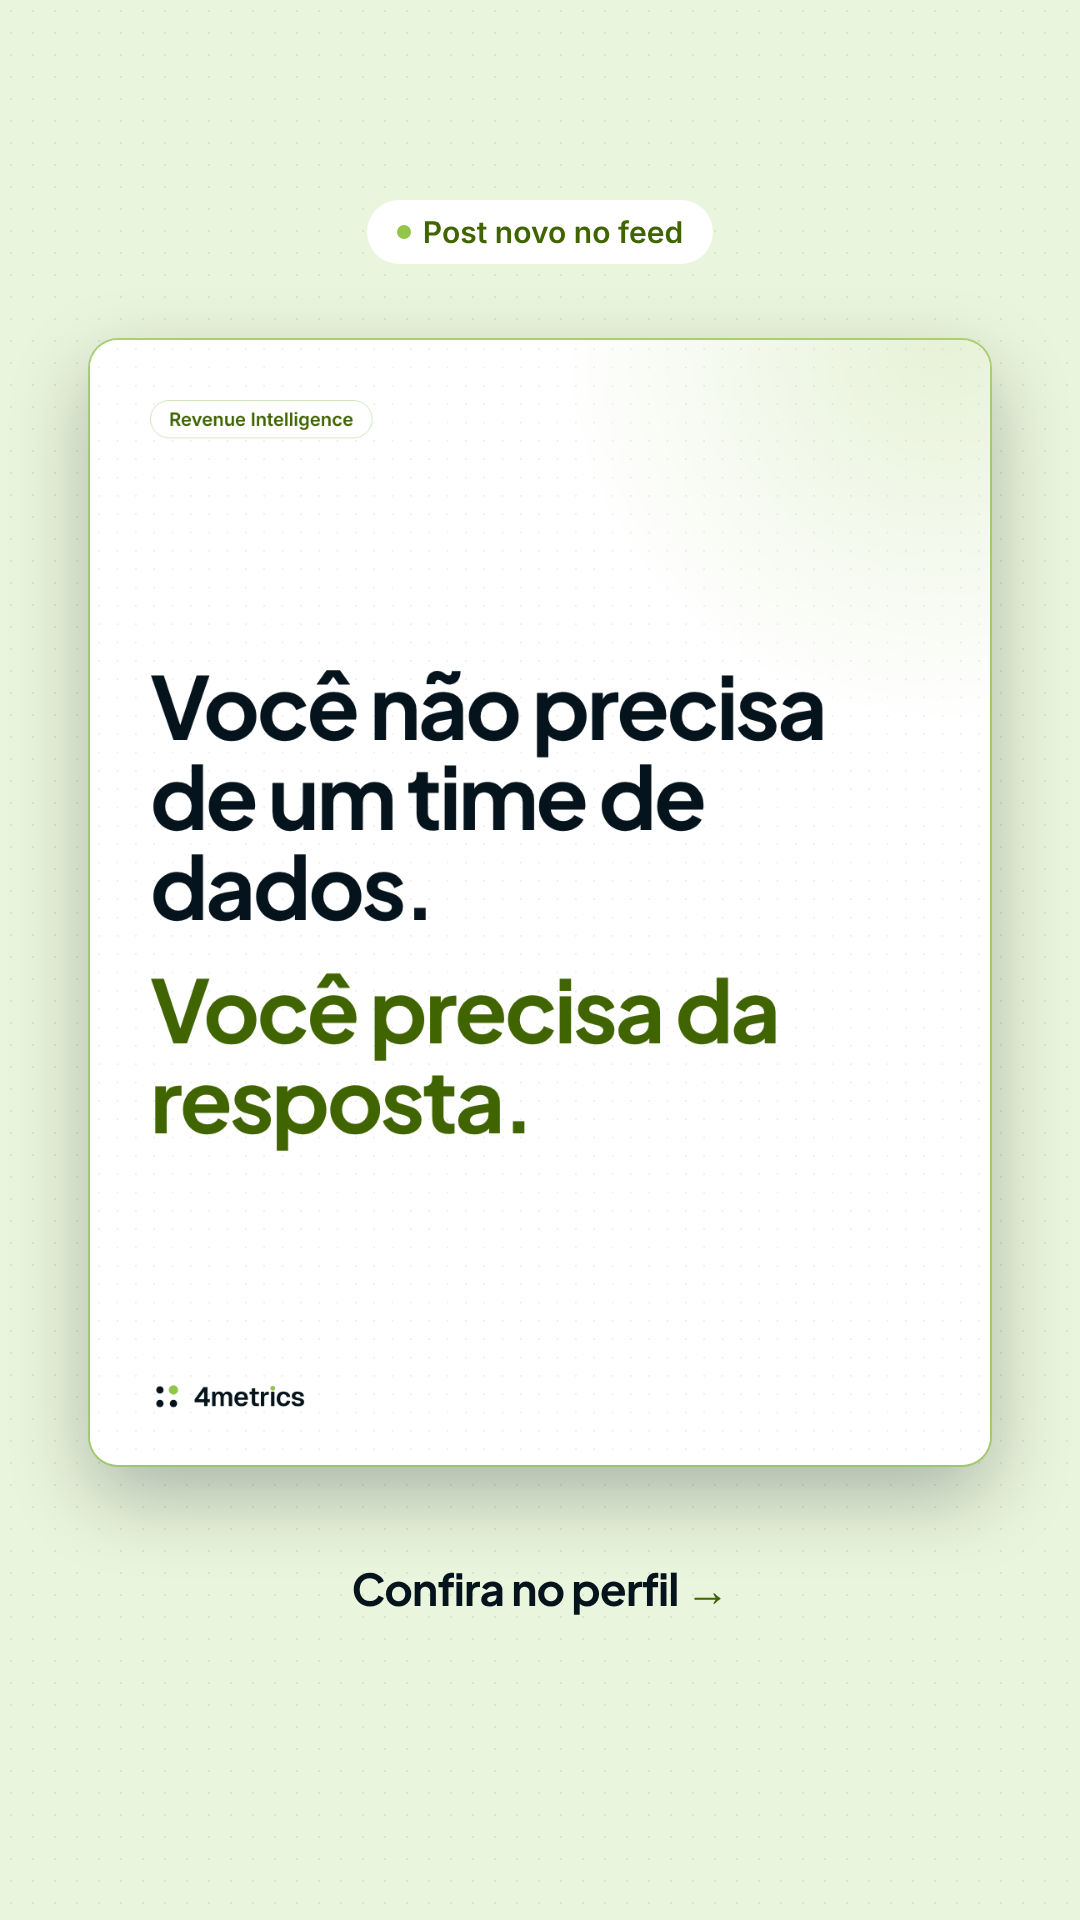 Post novo no feed
Revenue Intelligence
Você não precisa
de um time de
dados.
Você precisa da
resposta.
4metrics
Confira no perfil →